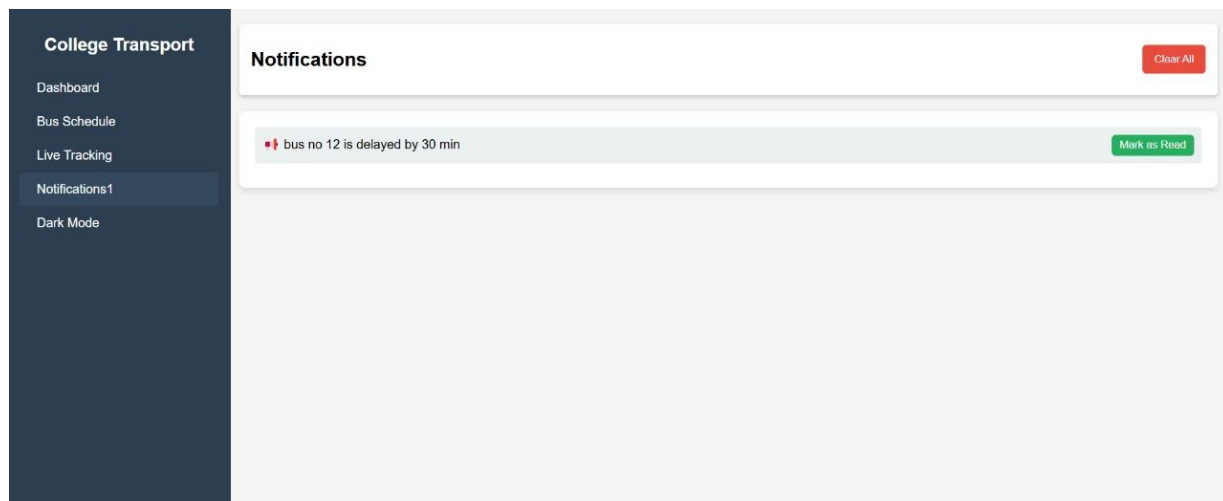 College Transport
Dashboard
Bus Schedule
Live Tracking
Notifications1
Dark Mode
Notifications
Clear All
bus no 12 is delayed by 30 min
Mark as Read